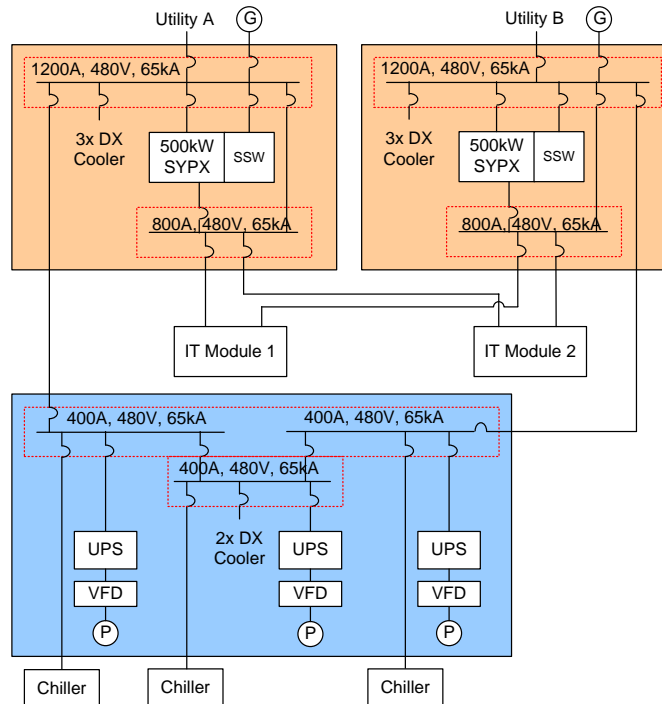 Utility A
G
Utility B
G
1200A, 480V, 65kA
1200A, 480V, 65kA
3x DX
Cooler
500kW
SYPX
SSW
3x DX
Cooler
500kW
SYPX
SSW
800A, 480V, 65kA
800A, 480V, 65kA
IT Module 1
IT Module 2
400A, 480V, 65kA
400A, 480V, 65kA
400A, 480V, 65kA
2x DX
Cooler
UPS
UPS
UPS
VFD
VFD
VFD
P
P
P
Chiller
Chiller
Chiller